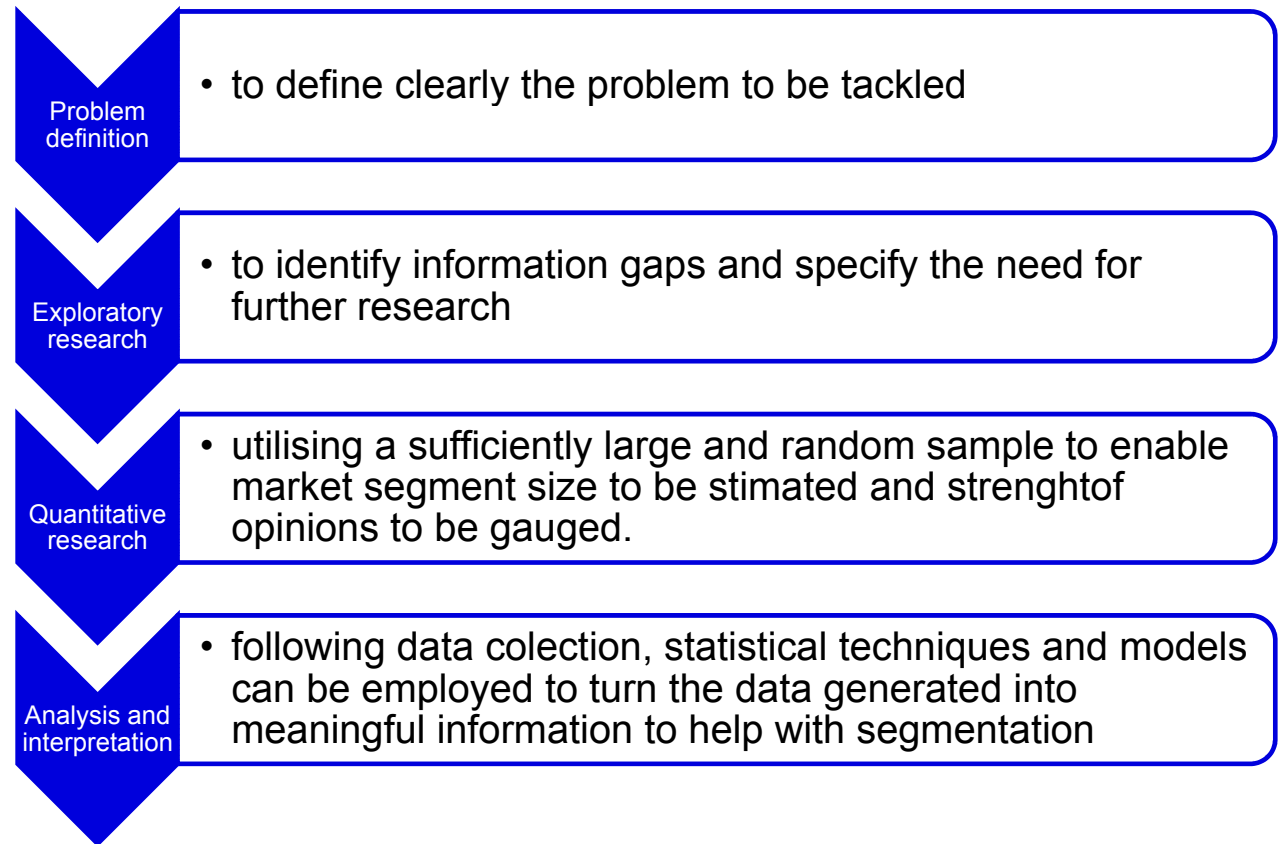 Problem
definition
• to define clearly the problem to be tackled
Exploratory
research
• to identify information gaps and specify the need for
further research
Quantitative
research
• utilising a sufficiently large and random sample to enable
market segment size to be stimated and strenghtof
opinions to be gauged.
Analysis and
interpretation
• following data colection, statistical techniques and models
can be employed to turn the data generated into
meaningful information to help with segmentation